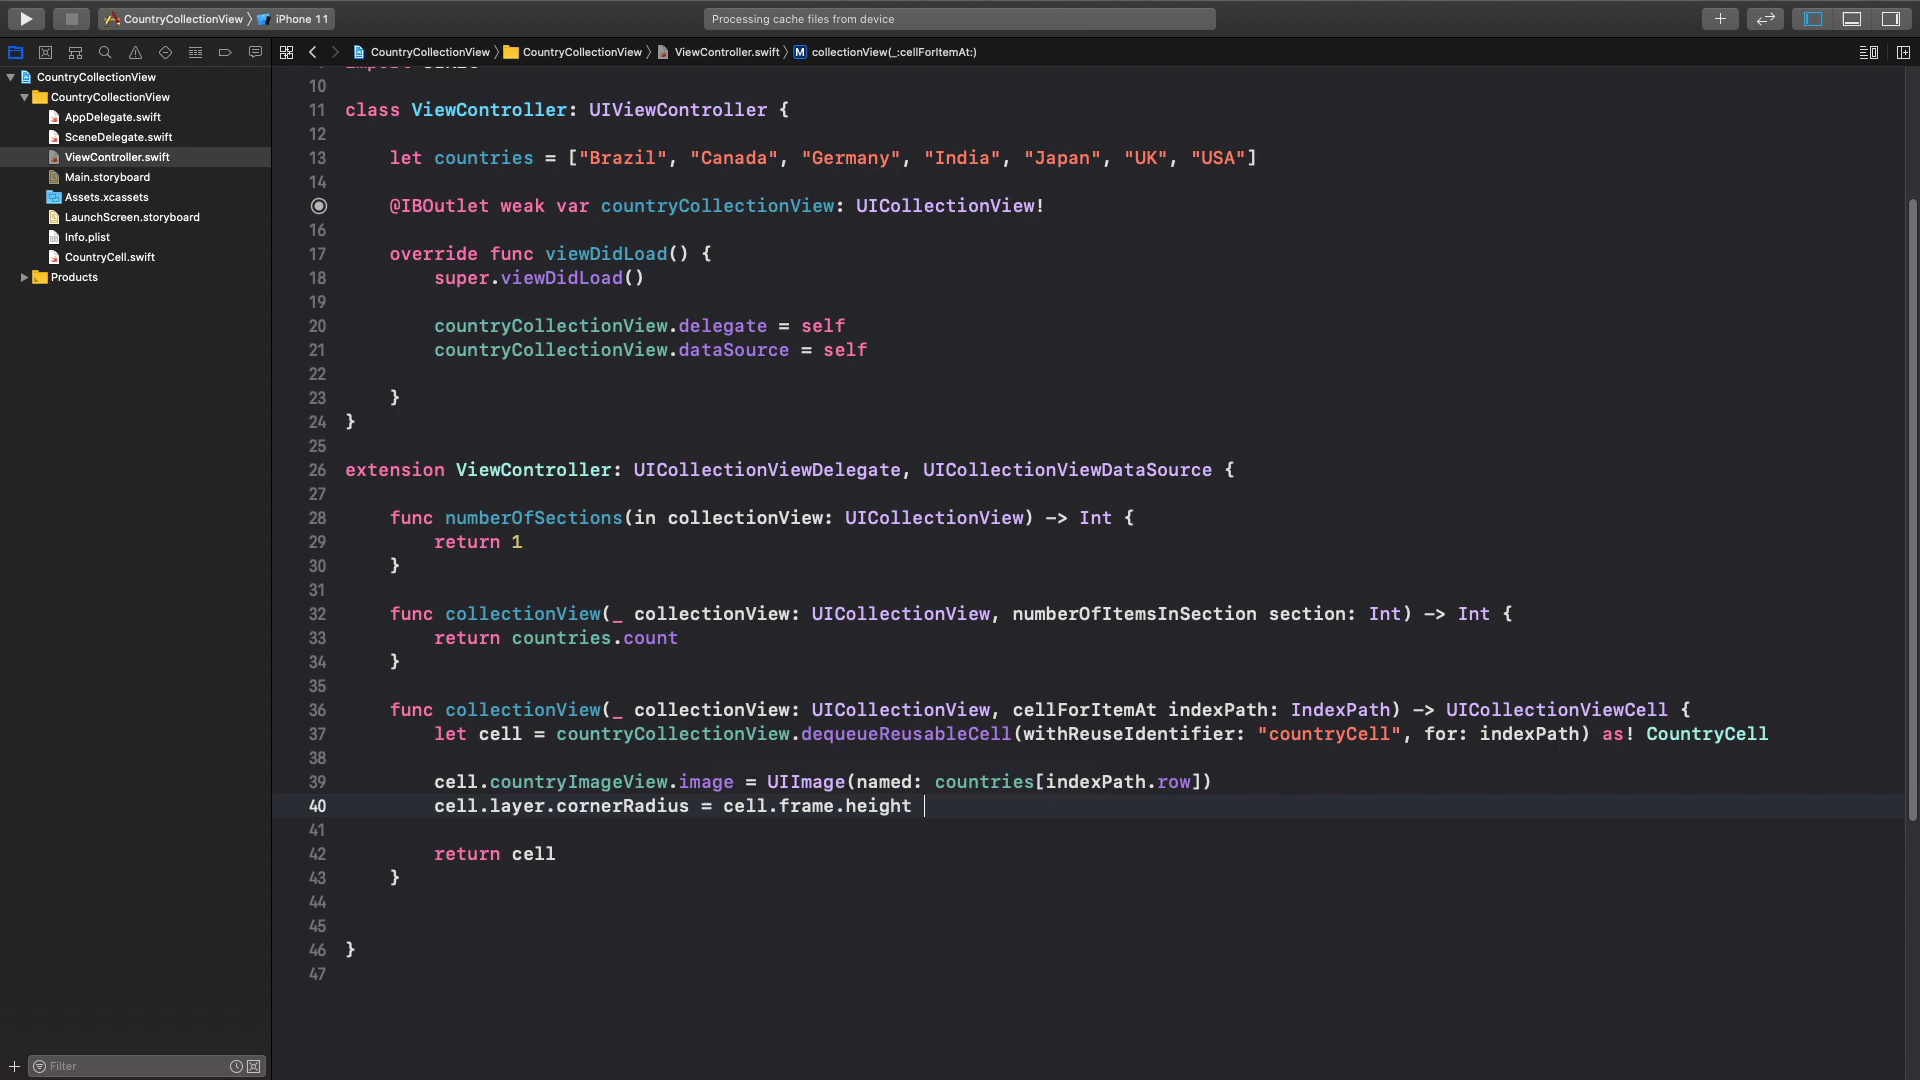 CountryCollectionView 〉 iPhone 11
Processing cache files from device
CountryCollectionView 〉 CountryCollectionView 〉 ViewController.swift 〉 M collectionView(_:cellForItemAt:)
CountryCollectionView
CountryCollectionView
AppDelegate.swift
SceneDelegate.swift
ViewController.swift
Main.storyboard
Assets.xcassets
LaunchScreen.storyboard
Info.plist
CountryCell.swift
Products
Filter
10
11 class ViewController: UIViewController {
12
13     let countries = ["Brazil", "Canada", "Germany", "India", "Japan", "UK", "USA"]
14
@IBOutlet weak var countryCollectionView: UICollectionView!
16
17     override func viewDidLoad() {
18         super.viewDidLoad()
19
20         countryCollectionView.delegate = self
21         countryCollectionView.dataSource = self
22
23     }
24 }
25
26 extension ViewController: UICollectionViewDelegate, UICollectionViewDataSource {
27
28     func numberOfSections(in collectionView: UICollectionView) -> Int {
29         return 1
30     }
31
32     func collectionView(_ collectionView: UICollectionView, numberOfItemsInSection section: Int) -> Int {
33         return countries.count
34     }
35
36     func collectionView(_ collectionView: UICollectionView, cellForItemAt indexPath: IndexPath) -> UICollectionViewCell {
37         let cell = countryCollectionView.dequeueReusableCell(withReuseIdentifier: "countryCell", for: indexPath) as! CountryCell
38
39         cell.countryImageView.image = UIImage(named: countries[indexPath.row])
40         cell.layer.cornerRadius = cell.frame.height
41
42         return cell
43     }
44
45
46 }
47